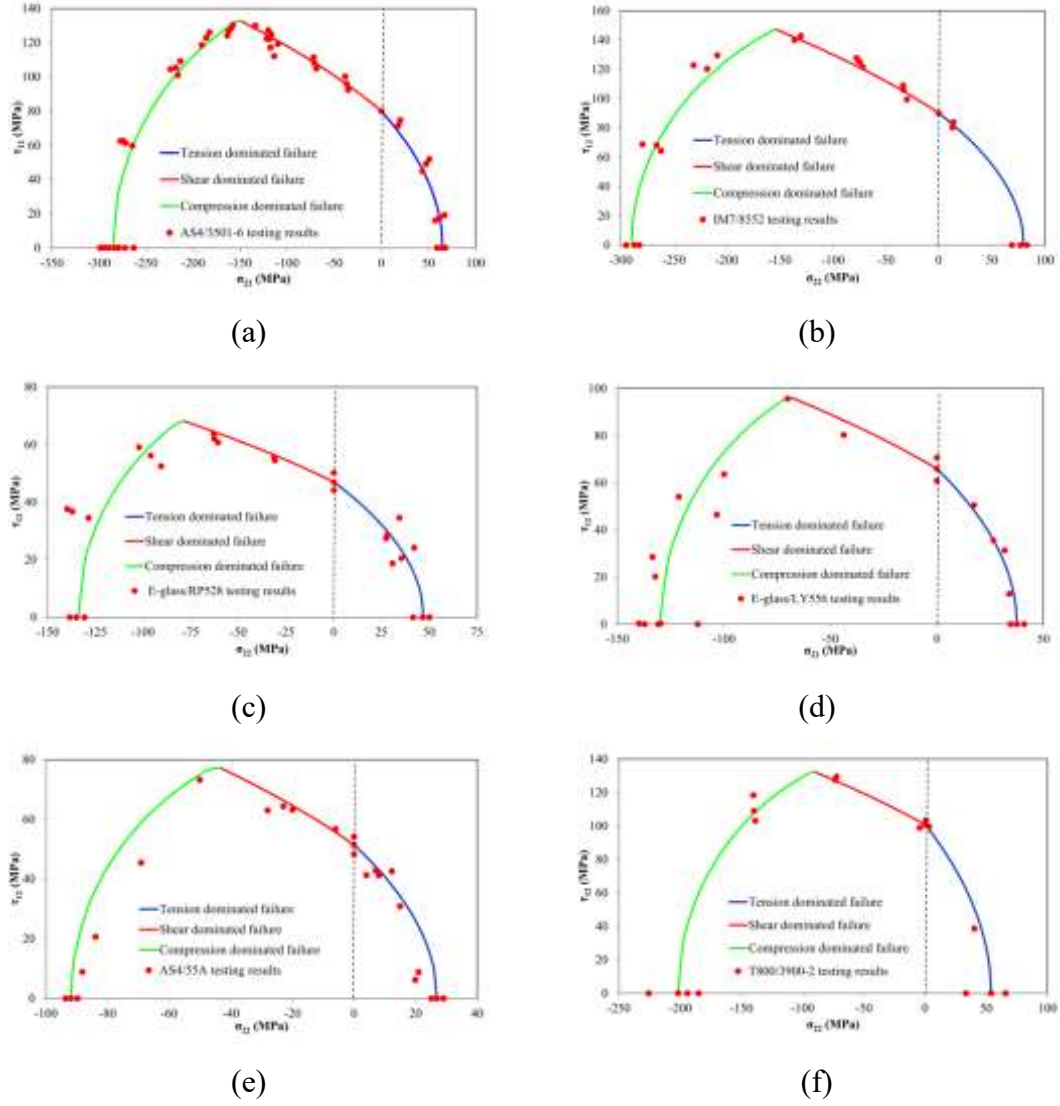 140
120
100
80
60
40
20
0
τ12 (MPa)
Tension dominated failure
Shear dominated failure
Compression dominated failure
AS4/3501-6 testing results
-350 -300 -250 -200 -150 -100 -50 0 50 100
σ22 (MPa)
(a)
160
140
120
100
80
60
40
20
0
τ12 (MPa)
Tension dominated failure
Shear dominated failure
Compression dominated failure
IM7/8552 testing results
-300 -250 -200 -150 -100 -50 0 50 100
σ22 (MPa)
(b)
80
60
40
20
0
τ12 (MPa)
Tension dominated failure
Shear dominated failure
Compression dominated failure
E-glass/RP528 testing results
-150 -125 -100 -75 -50 -25 0 25 50 75
σ22 (MPa)
(c)
100
80
60
40
20
0
τ12 (MPa)
Tension dominated failure
Shear dominated failure
Compression dominated failure
E-glass/LY556 testing results
-150 -100 -50 0 50
σ22 (MPa)
(d)
80
60
40
20
0
τ12 (MPa)
Tension dominated failure
Shear dominated failure
Compression dominated failure
AS4/55A testing results
-100 -80 -60 -40 -20 0 20 40
σ22 (MPa)
(e)
140
120
100
80
60
40
20
0
τ12 (MPa)
Tension dominated failure
Shear dominated failure
Compression dominated failure
T800/3900-2 testing results
-250 -200 -150 -100 -50 0 50 100
σ22 (MPa)
(f)